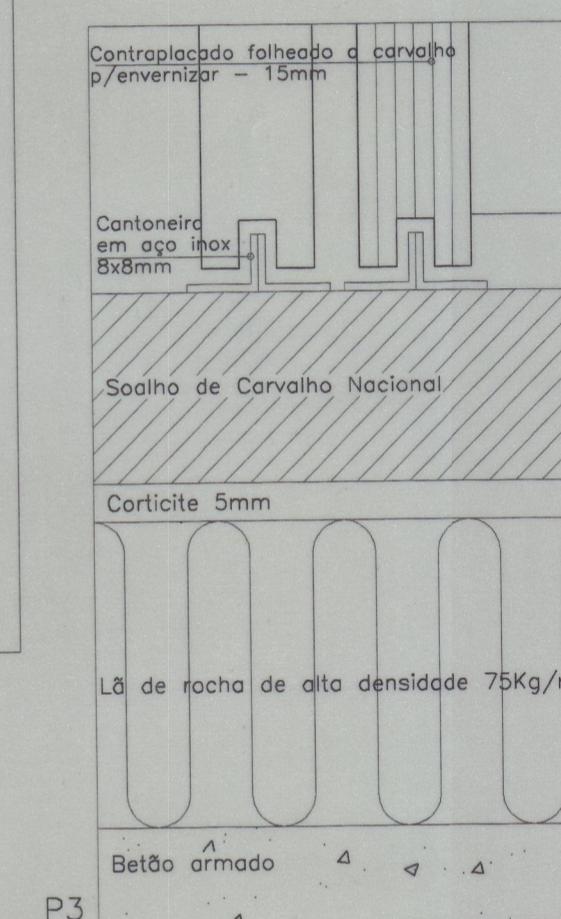 Contraplacado folheado a carvalho
p/envernizar – 15mm
Cantoneira
em aço inox
8x8mm
Soalho de Carvalho Nacional
Corticite 5mm
Lã de rocha de alta densidade 75Kg/
Betão armado
P3